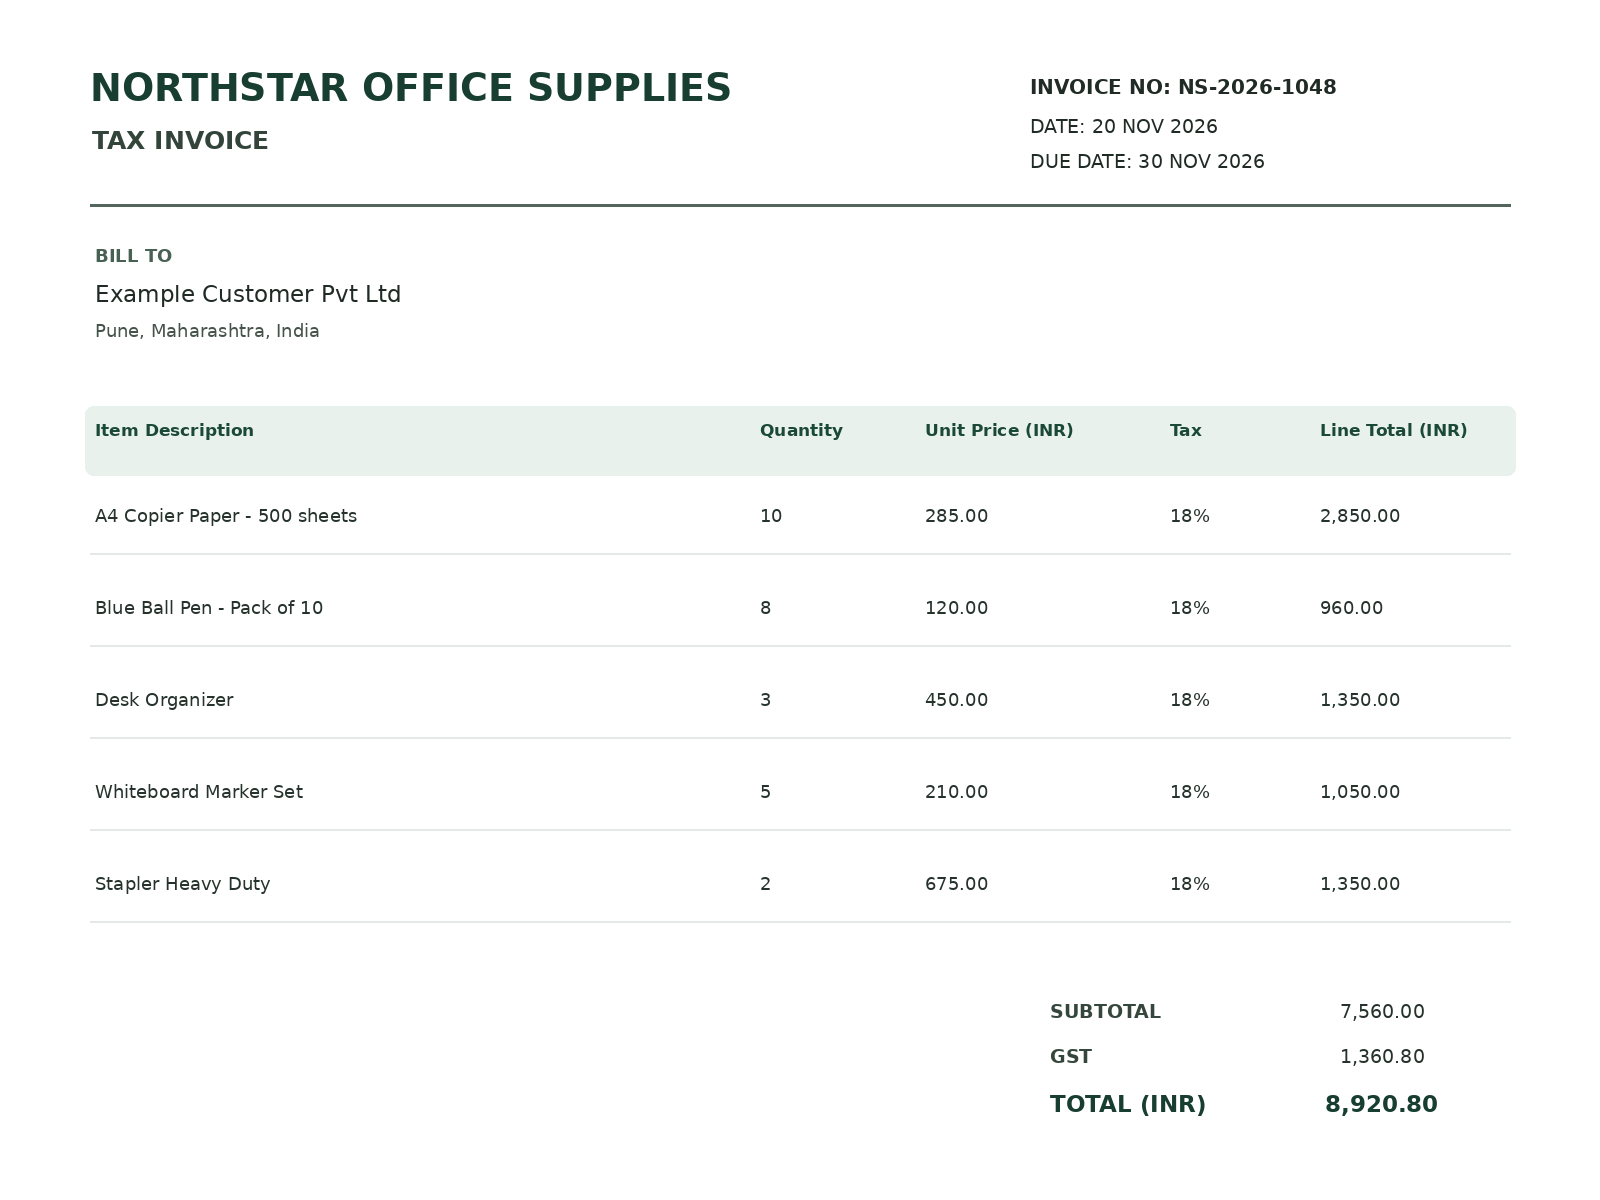 NORTHSTAR OFFICE SUPPLIES
TAX INVOICE
INVOICE NO: NS-2026-1048
DATE: 20 NOV 2026
DUE DATE: 30 NOV 2026
BILL TO
Example Customer Pvt Ltd
Pune, Maharashtra, India
Item Description Quantity Unit Price (INR) Tax Line Total (INR)
A4 Copier Paper - 500 sheets 10 285.00 18% 2,850.00
Blue Ball Pen - Pack of 10 8 120.00 18% 960.00
Desk Organizer 3 450.00 18% 1,350.00
Whiteboard Marker Set 5 210.00 18% 1,050.00
Stapler Heavy Duty 2 675.00 18% 1,350.00
SUBTOTAL 7,560.00
GST 1,360.80
TOTAL (INR) 8,920.80